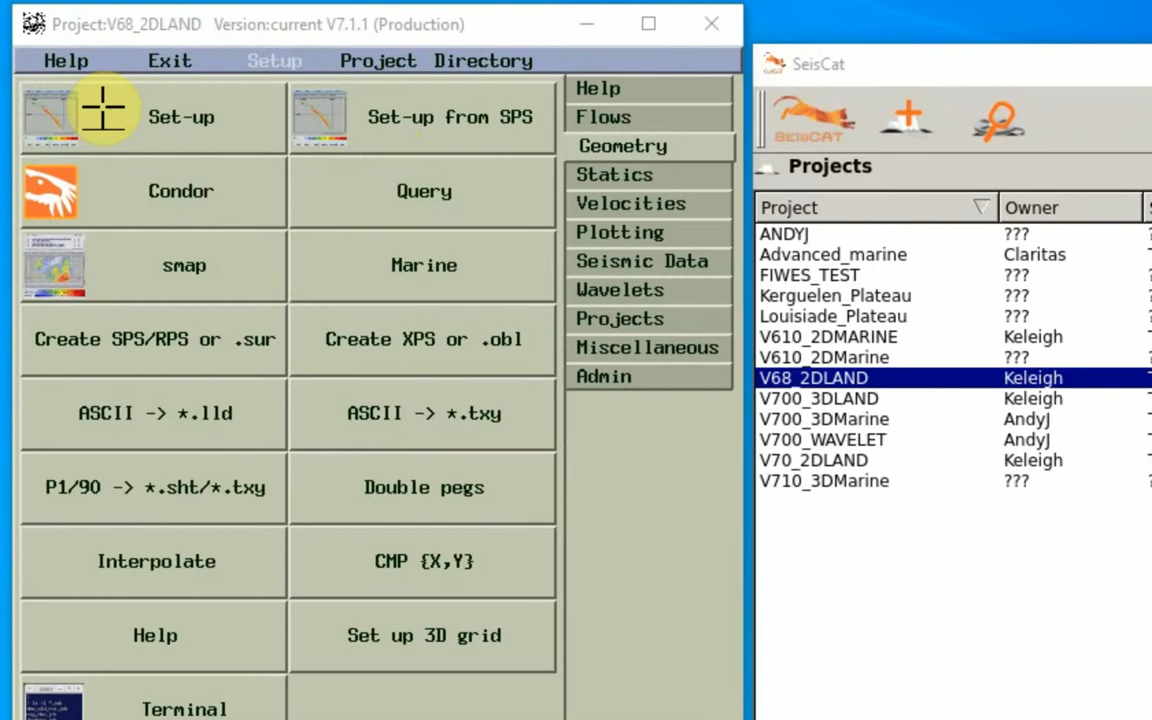 Project:V68_2DLAND Version:current V7.1.1 (Production)
Help Exit Setup Project Directory
Set-up
Set-up from SPS
Condor
Query
smap
Marine
Create SPS/RPS or .sur
Create XPS or .obl
ASCII -> *.lld
ASCII -> *.txy
P1/90 -> *.sht/*.txy
Double pegs
Interpolate
CMP {X,Y}
Help
Set up 3D grid
Terminal
Help
Flows
Geometry
Statics
Velocities
Plotting
Seismic Data
Wavelets
Projects
Miscellaneous
Admin
SeisCat
SEISCAT
Projects
Project Owner
ANDYJ ???
Advanced_marine Claritas
FIWES_TEST ???
Kerguelen_Plateau ???
Louisiade_Plateau ???
V610_2DMARINE Keleigh
V610_2DMarine ???
V68_2DLAND Keleigh
V700_3DLAND Keleigh
V700_3DMarine AndyJ
V700_WAVELET AndyJ
V70_2DLAND Keleigh
V710_3DMarine ???